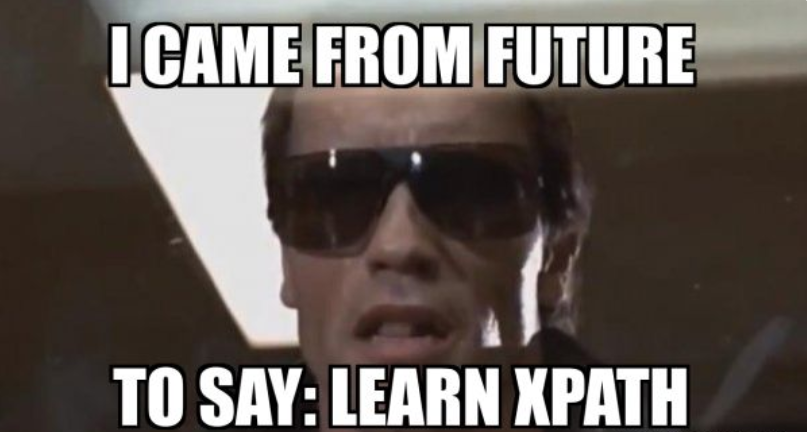 I CAME FROM FUTURE
TO SAY: LEARN XPATH